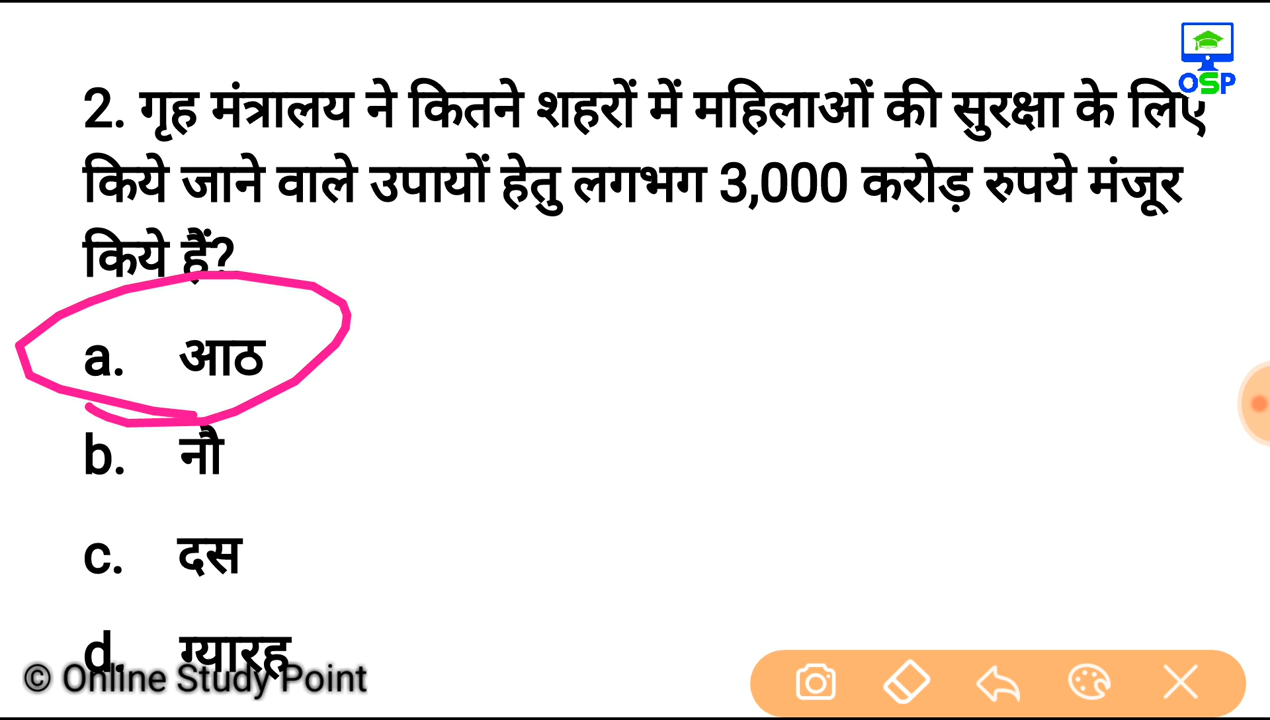 OSP
2. गृह मंत्रालय ने कितने शहरों में महिलाओं की सुरक्षा के लिए
किये जाने वाले उपायों हेतु लगभग 3,000 करोड़ रुपये मंजूर
किये हैं?
a. आठ
b. नौ
c. दस
d. ग्यारह
© Online Study Point